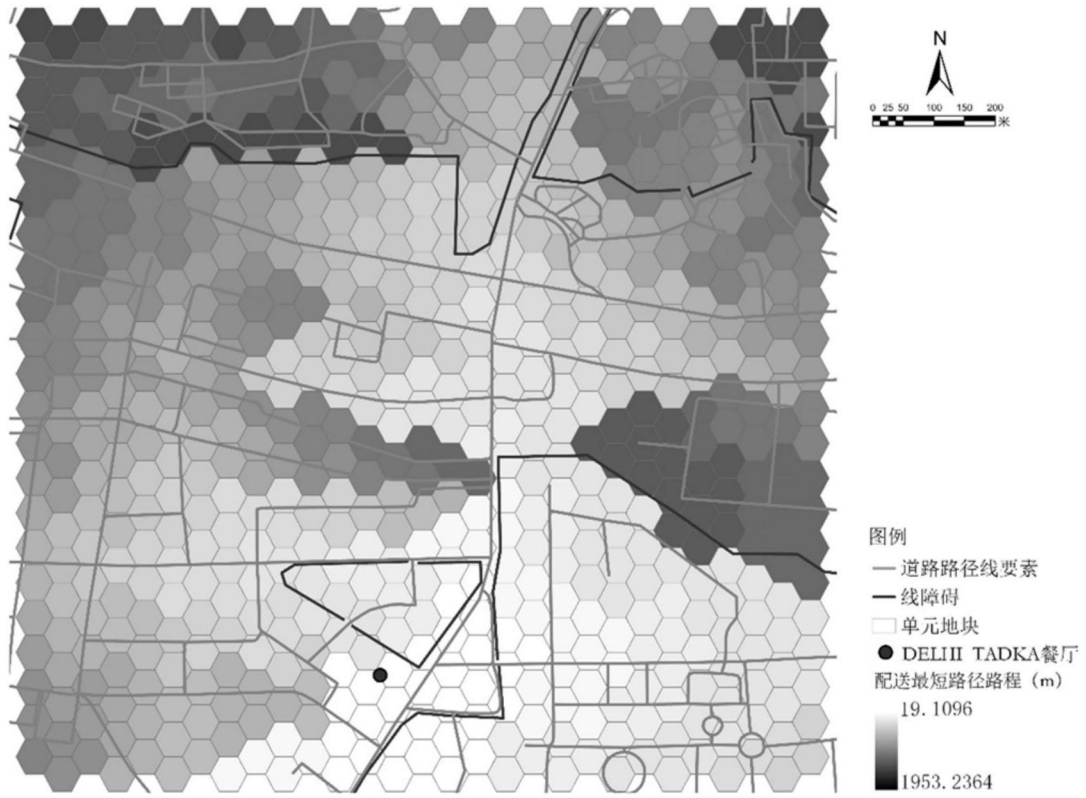 N
0 25 50 100 150 200
米
图例
道路路径线要素
线障碍
单元地块
DELHI TADKA餐厅
配送最短路径路程（m）
19.1096
1953.2364